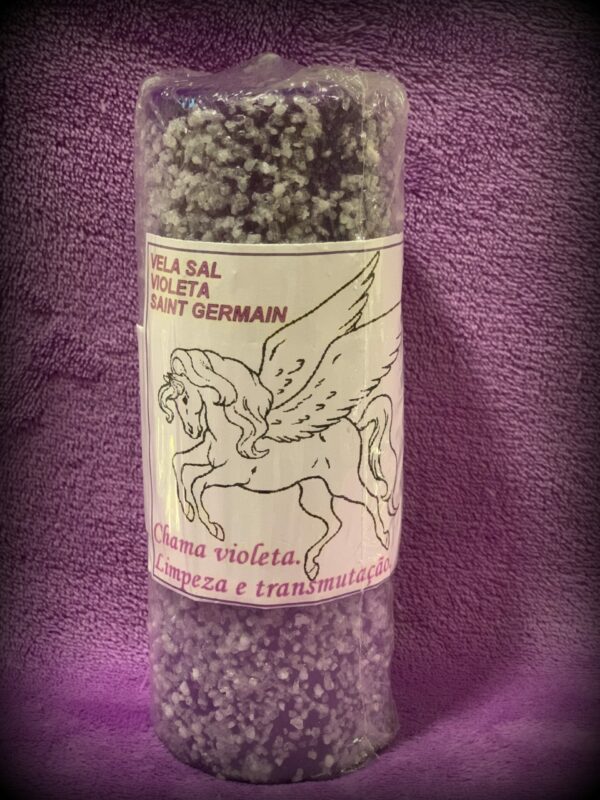 VELA SAL
VIOLETA
SAINT GERMAIN
Chama violeta.
Limpeza e transmutação.